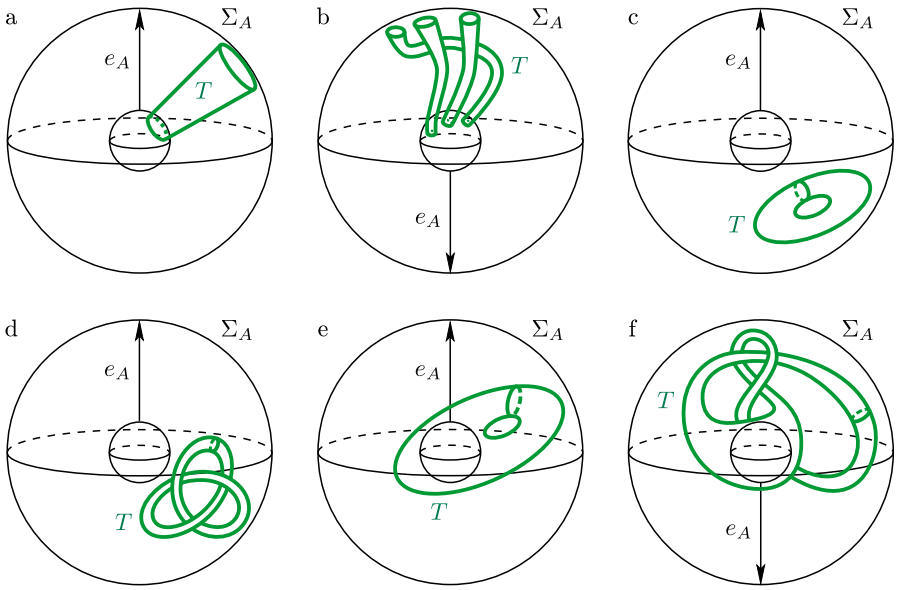 a e_A T Σ_A
b e_A T Σ_A
c e_A T Σ_A
d e_A T Σ_A
e e_A T Σ_A
f e_A T Σ_A